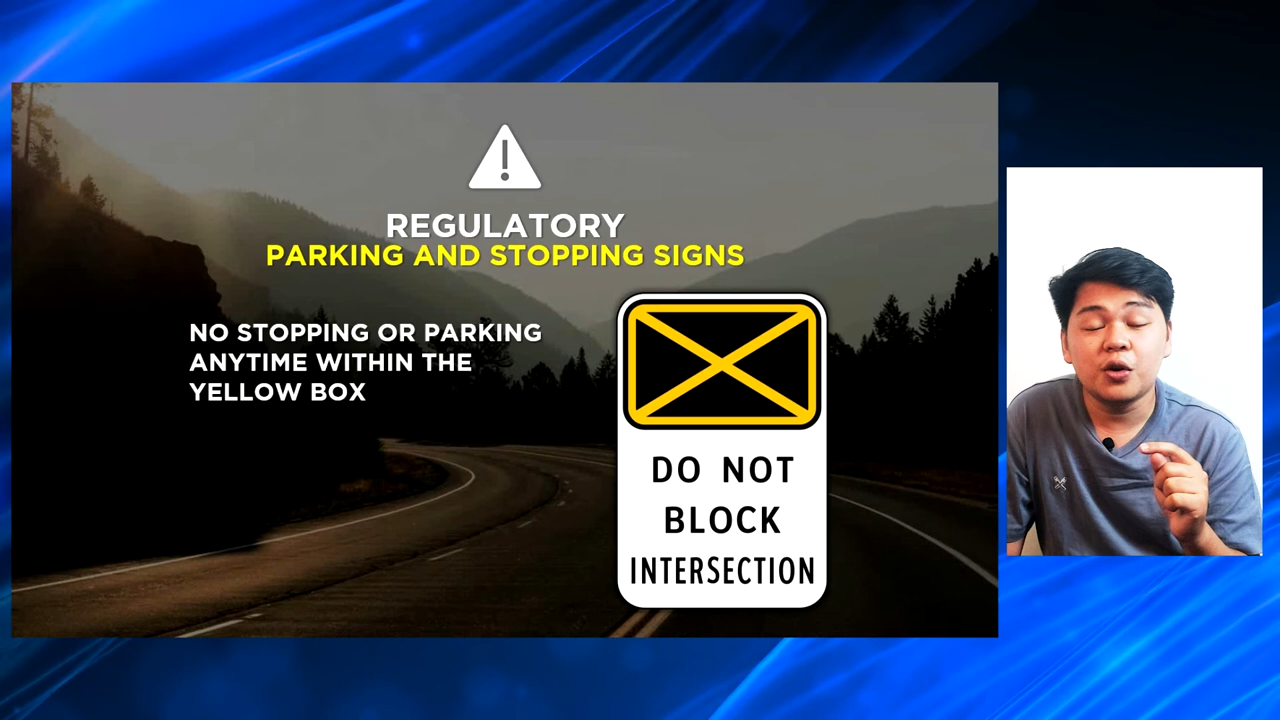 REGULATORY
PARKING AND STOPPING SIGNS
NO STOPPING OR PARKING
ANYTIME WITHIN THE
YELLOW BOX
DO NOT
BLOCK
INTERSECTION